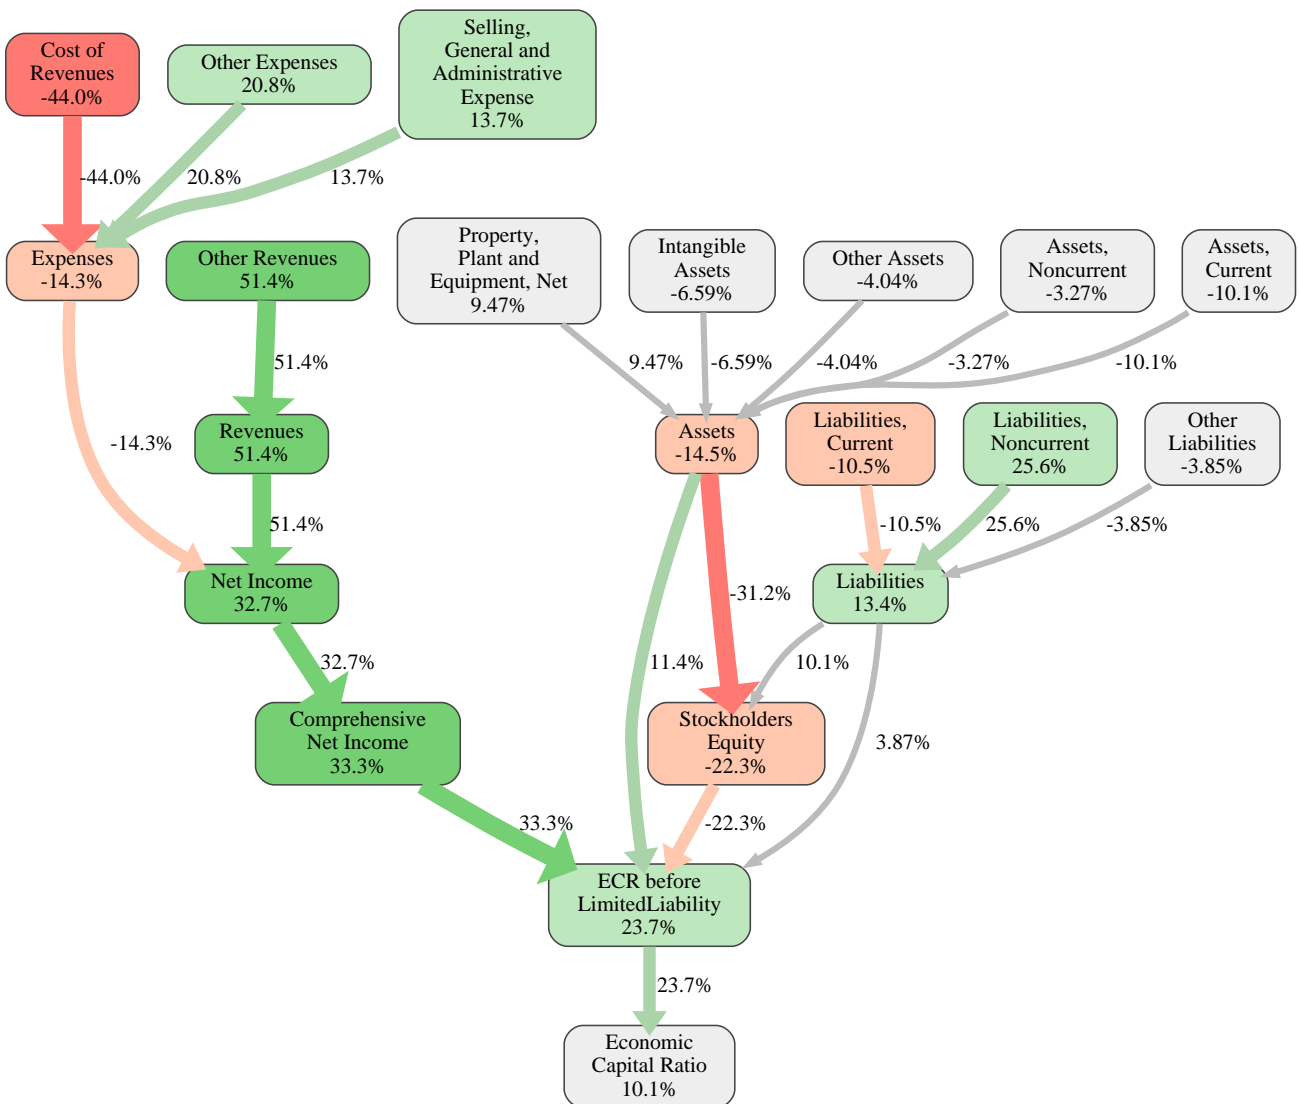 Cost of
Revenues
-44.0%
Other Expenses
20.8%
Selling,
General and
Administrative
Expense
13.7%
-44.0%
20.8%
13.7%
Expenses
-14.3%
Other Revenues
51.4%
Property,
Plant and
Equipment, Net
9.47%
Intangible
Assets
-6.59%
Other Assets
-4.04%
Assets,
Noncurrent
-3.27%
Assets,
Current
-10.1%
51.4%
9.47%
-6.59%
-4.04%
-3.27%
-10.1%
-14.3%
Revenues
51.4%
Assets
-14.5%
Liabilities,
Current
-10.5%
Liabilities,
Noncurrent
25.6%
Other
Liabilities
-3.85%
51.4%
-10.5%
25.6%
-3.85%
Net Income
32.7%
-31.2%
Liabilities
13.4%
32.7%
11.4%
10.1%
Comprehensive
Net Income
33.3%
Stockholders
Equity
-22.3%
3.87%
33.3%
-22.3%
ECR before
LimitedLiability
23.7%
23.7%
Economic
Capital Ratio
10.1%